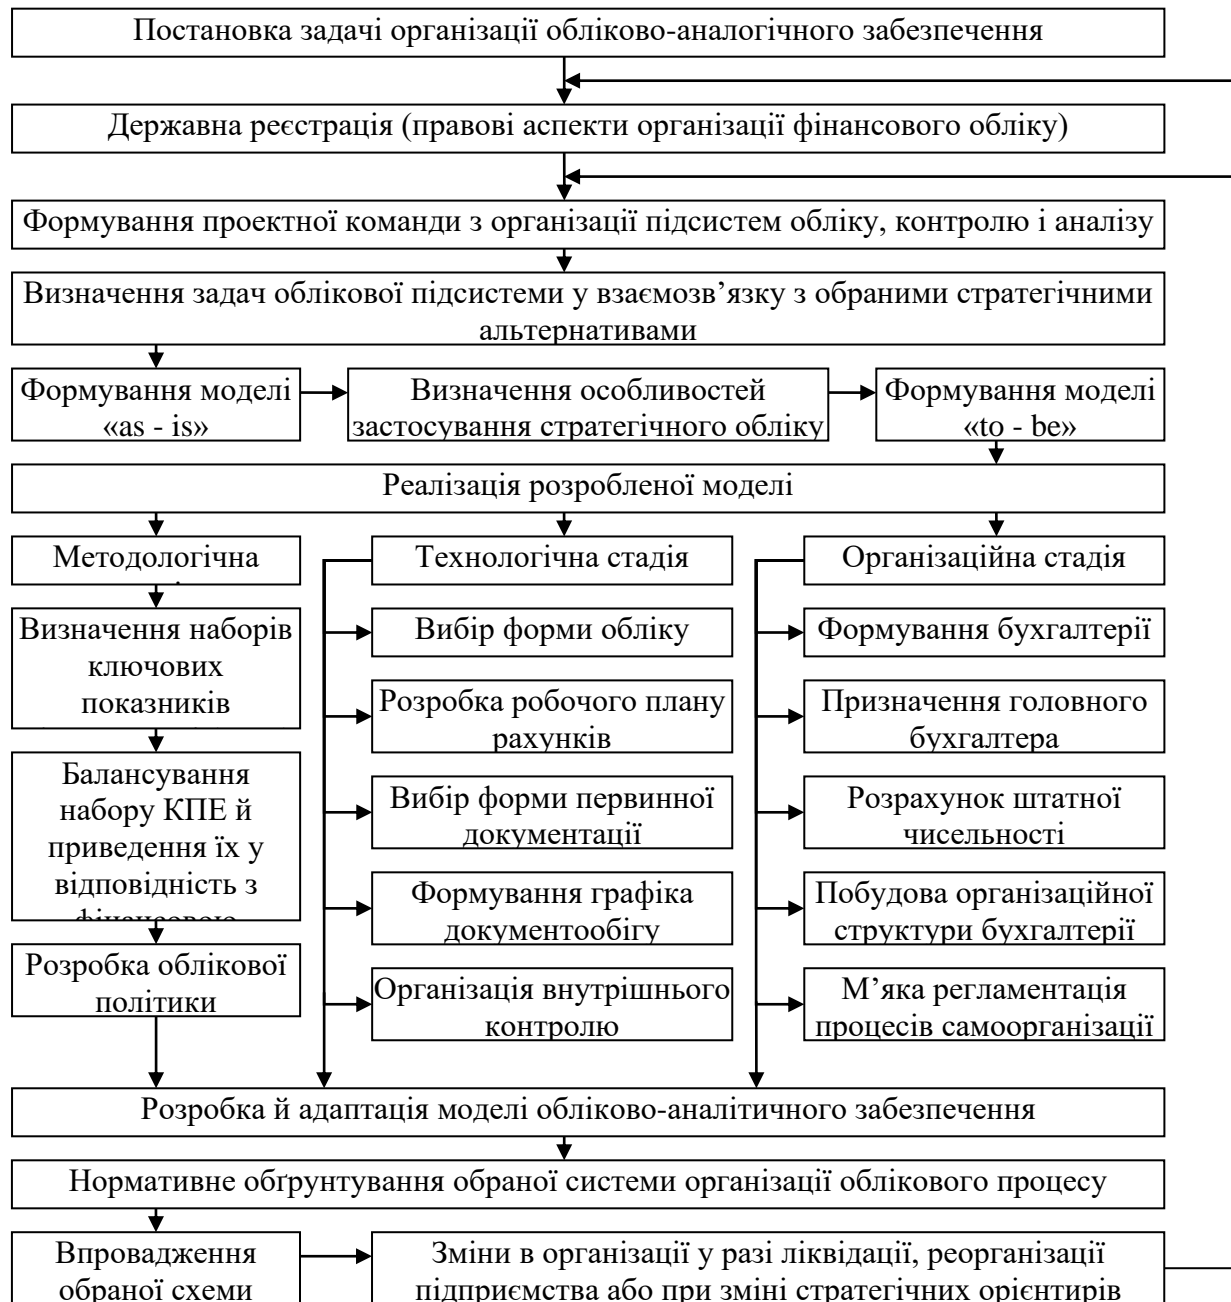 Постановка задачі організації обліково-аналогічного забезпечення
Державна реєстрація (правові аспекти організації фінансового обліку)
Формування проектної команди з організації підсистем обліку, контролю і аналізу
Визначення задач облікової підсистеми у взаємозв’язку з обраними стратегічними
альтернативами
Формування моделі
«as - is»
Визначення особливостей
застосування стратегічного обліку
Формування моделі
«to - be»
Реалізація розробленої моделі
Методологічна
Технологічна стадія
Організаційна стадія
Визначення наборів
ключових
показників
Балансування
набору КПЕ й
приведення їх у
відповідність з
фінансовою
Розробка облікової
політики
Вибір форми обліку
Розробка робочого плану
рахунків
Вибір форми первинної
документації
Формування графіка
документообігу
Організація внутрішнього
контролю
Формування бухгалтерії
Призначення головного
бухгалтера
Розрахунок штатної
чисельності
Побудова організаційної
структури бухгалтерії
М’яка регламентація
процесів самоорганізації
Розробка й адаптація моделі обліково-аналітичного забезпечення
Нормативне обґрунтування обраної системи організації облікового процесу
Впровадження
обраної схеми
Зміни в організації у разі ліквідації, реорганізації
підприємства або при зміні стратегічних орієнтирів